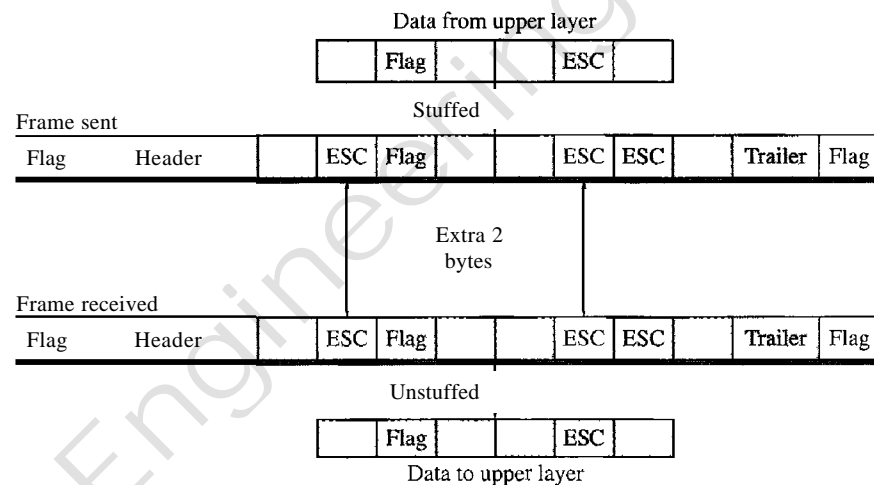 Data from upper layer
Flag ESC
Stuffed
Frame sent
Flag Header ESC Flag ESC ESC Trailer Flag
Extra 2
bytes
Frame received
Flag Header ESC Flag ESC ESC Trailer Flag
Unstuffed
Flag ESC
Data to upper layer
Engineering